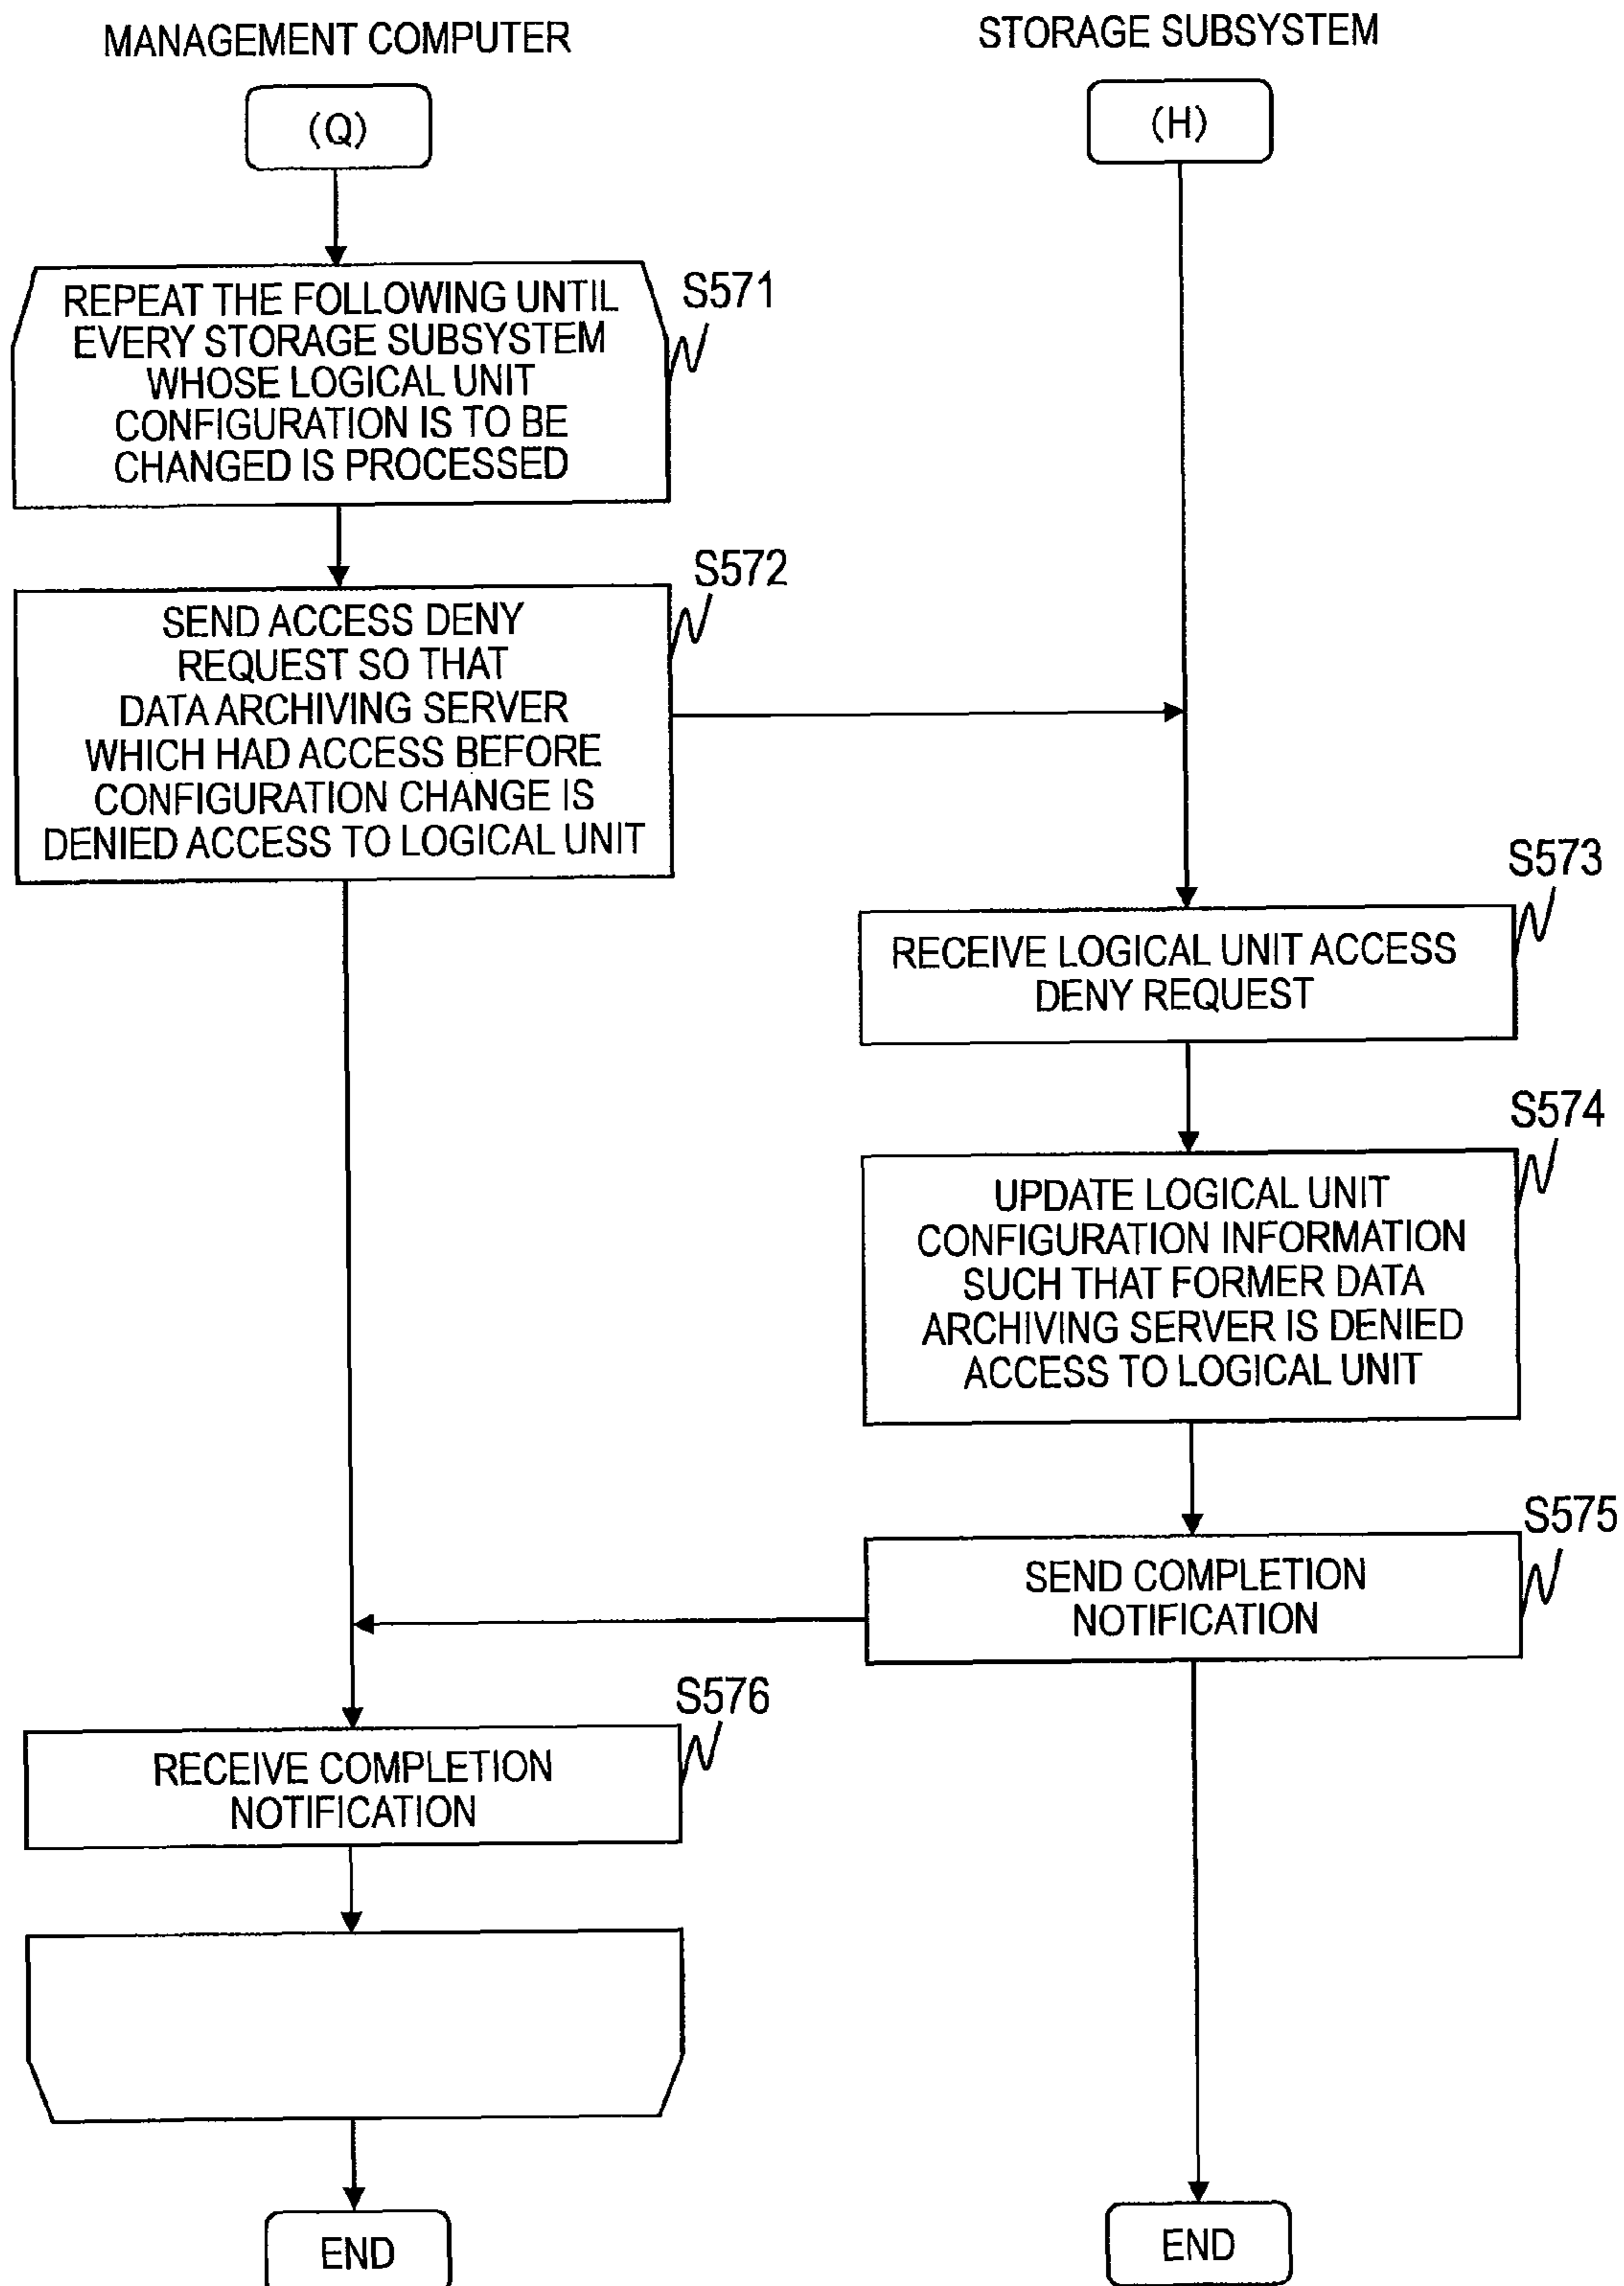 MANAGEMENT COMPUTER
STORAGE SUBSYSTEM
(Q)
(H)
REPEAT THE FOLLOWING UNTIL
EVERY STORAGE SUBSYSTEM
WHOSE LOGICAL UNIT
CONFIGURATION IS TO BE
CHANGED IS PROCESSED
S571
SEND ACCESS DENY
REQUEST SO THAT
DATA ARCHIVING SERVER
WHICH HAD ACCESS BEFORE
CONFIGURATION CHANGE IS
DENIED ACCESS TO LOGICAL UNIT
S572
RECEIVE LOGICAL UNIT ACCESS
DENY REQUEST
S573
UPDATE LOGICAL UNIT
CONFIGURATION INFORMATION
SUCH THAT FORMER DATA
ARCHIVING SERVER IS DENIED
ACCESS TO LOGICAL UNIT
S574
SEND COMPLETION
NOTIFICATION
S575
RECEIVE COMPLETION
NOTIFICATION
S576
END
END